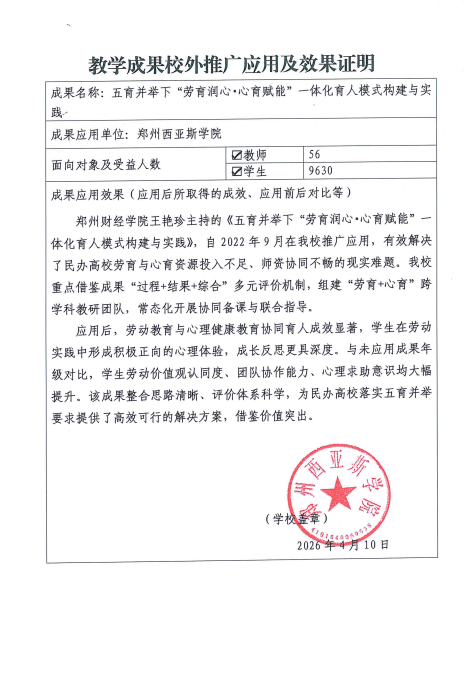 教学成果校外推广应用及效果证明
成果名称：五育并举下“劳育润心·心育赋能”一体化育人模式构建与实
践
成果应用单位：郑州西亚斯学院
面向对象及受益人数
☑教师
56
☑学生
9630
成果应用效果（应用后所取得的成效、应用前后对比等）
郑州财经学院王艳珍主持的《五育并举下“劳育润心·心育赋能”一
体化育人模式构建与实践》，自 2022 年 9 月在我校推广应用，有效解决
了民办高校劳育与心育资源投入不足、师资协同不畅的现实难题。我校
重点借鉴成果“过程+结果+综合”多元评价机制，组建“劳育+心育”跨
学科教研团队，常态化开展协同备课与联合指导。
应用后，劳动教育与心理健康教育协同育人成效显著，学生在劳动
实践中形成积极正向的心理体验，成长反思更具深度。与未应用成果年
级对比，学生劳动价值观认同度、团队协作能力、心理求助意识均大幅
提升。该成果整合思路清晰、评价体系科学，为民办高校落实五育并举
要求提供了高效可行的解决方案，借鉴价值突出。
郑州西亚斯学院
（学校盖章）
2026 年 4 月 10 日